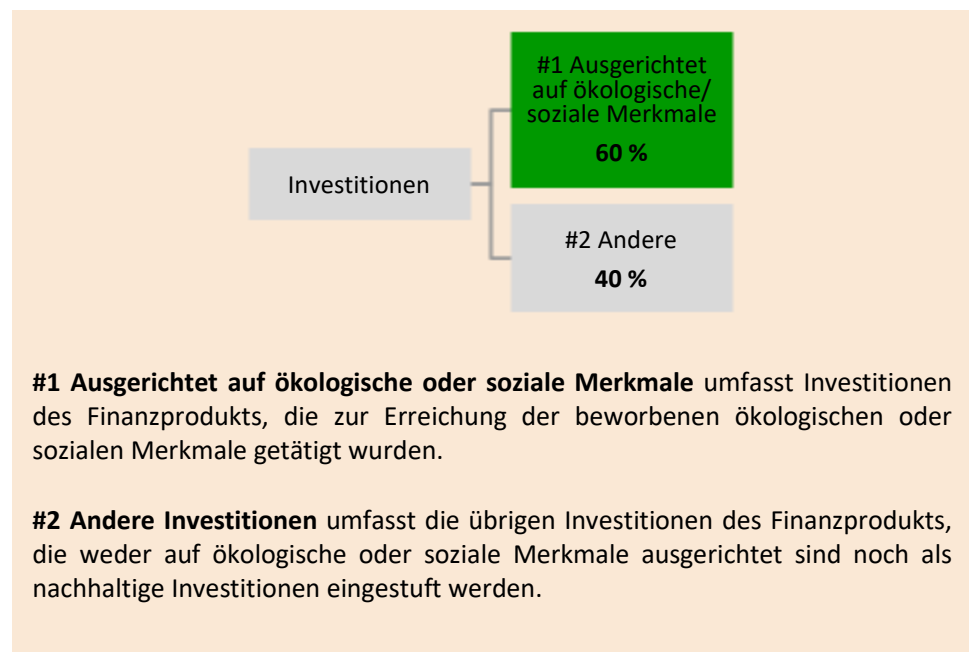 #1 Ausgerichtet
auf ökologische/
soziale Merkmale
60 %
Investitionen
#2 Andere
40 %
#1 Ausgerichtet auf ökologische oder soziale Merkmale umfasst Investitionen
des Finanzprodukts, die zur Erreichung der beworbenen ökologischen oder
sozialen Merkmale getätigt wurden.
#2 Andere Investitionen umfasst die übrigen Investitionen des Finanzprodukts,
die weder auf ökologische oder soziale Merkmale ausgerichtet sind noch als
nachhaltige Investitionen eingestuft werden.